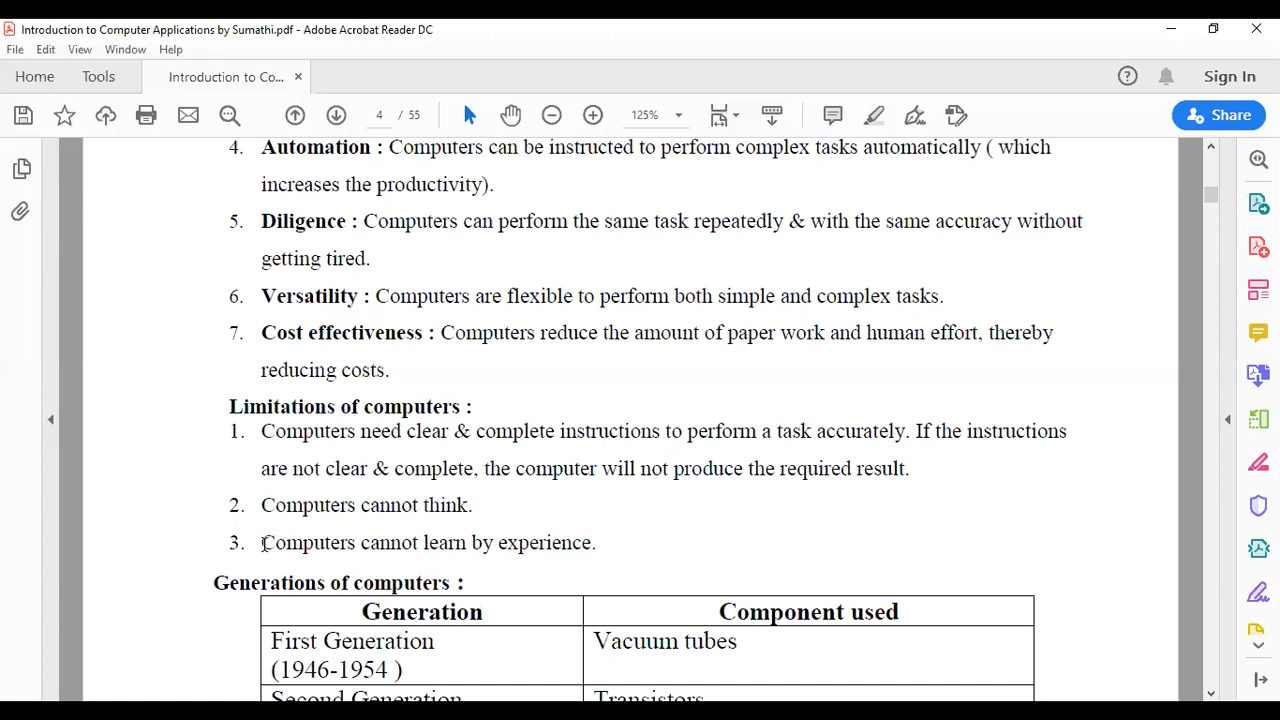 Introduction to Computer Applications by Sumathi.pdf - Adobe Acrobat Reader DC
File Edit View Window Help
Home Tools Introduction to Co... ×
Sign In
4 / 55 125% Share
4. Automation : Computers can be instructed to perform complex tasks automatically ( which
increases the productivity).
5. Diligence : Computers can perform the same task repeatedly & with the same accuracy without
getting tired.
6. Versatility : Computers are flexible to perform both simple and complex tasks.
7. Cost effectiveness : Computers reduce the amount of paper work and human effort, thereby
reducing costs.
Limitations of computers :
1. Computers need clear & complete instructions to perform a task accurately. If the instructions
are not clear & complete, the computer will not produce the required result.
2. Computers cannot think.
3. Computers cannot learn by experience.
Generations of computers :
Generation Component used
First Generation Vacuum tubes
(1946-1954 )
Second Generation Transistors